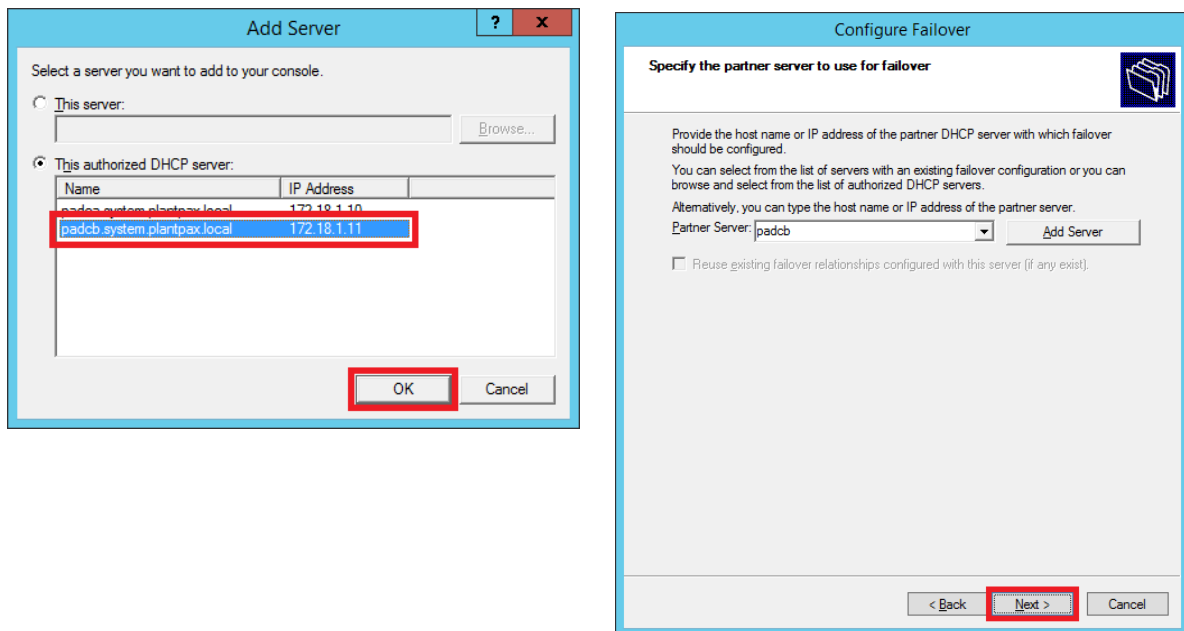 Add Server
?
x
Select a server you want to add to your console.
This server:
Browse...
This authorized DHCP server:
Name IP Address
padca.system.plantpax.local 172.18.1.10
padcb.system.plantpax.local 172.18.1.11
OK Cancel
Configure Failover
Specify the partner server to use for failover
Provide the host name or IP address of the partner DHCP server with which failover
should be configured.
You can select from the list of servers with an existing failover configuration or you can
browse and select from the list of authorized DHCP servers.
Alternatively, you can type the host name or IP address of the partner server.
Partner Server: padcb Add Server
Reuse existing failover relationships configured with this server (if any exist).
< Back Next > Cancel